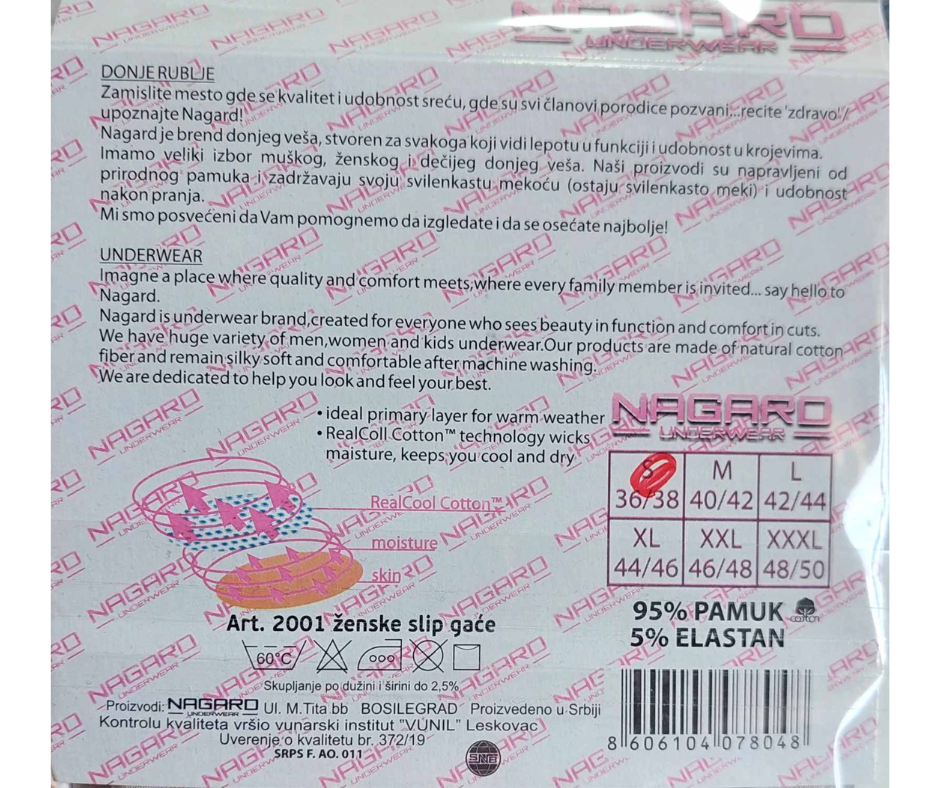 NAGARD
UNDERWEAR
DONJE RUBLJE
Zamislite mesto gde se kvalitet i udobnost sreću, gde su svi članovi porodice pozvani...recite 'zdravo'/
upoznajte Nagard!
Nagard je brend donjeg veša, stvoren za svakoga koji vidi lepotu u funkciji i udobnost u krojevima.
Imamo veliki izbor muškog, ženskog i dečijeg donjeg veša. Naši proizvodi su napravljeni od
prirodnog pamuka i zadržavaju svoju svilenkastu mekoću (ostaju svilenkasto meki) i udobnost
nakon pranja.
Mi smo posvećeni da Vam pomognemo da izgledate i da se osećate najbolje!
UNDERWEAR
Imagne a place where quality and comfort meets,where every family member is invited... say hello to
Nagard.
Nagard is underwear brand,created for everyone who sees beauty in function and comfort in cuts.
We have huge variety of men,women and kids underwear.Our products are made of natural cotton
fiber and remain silky soft and comfortable after machine washing.
We are dedicated to help you look and feel your best.
• ideal primary layer for warm weather
• RealColl Cotton™ technology wicks
maisture, keeps you cool and dry
NAGARD
UNDERWEAR
S M L
36/38 40/42 42/44
XL XXL XXXL
44/46 46/48 48/50
RealCool Cotton™
moisture
skin
95% PAMUK
cotton
5% ELASTAN
Art. 2001 ženske slip gaće
60°C
Skupljanje po dužini i širini do 2,5%
Proizvodi: NAGARD UNDERWEAR Ul. M.Tita bb BOSILEGRAD Proizvedeno u Srbiji
Kontrolu kvaliteta vršio vunarski institut "VUNIL" Leskovac
Uverenje o kvalitetu br. 372/19
SRPS F. AO. 011
8 606104 078048